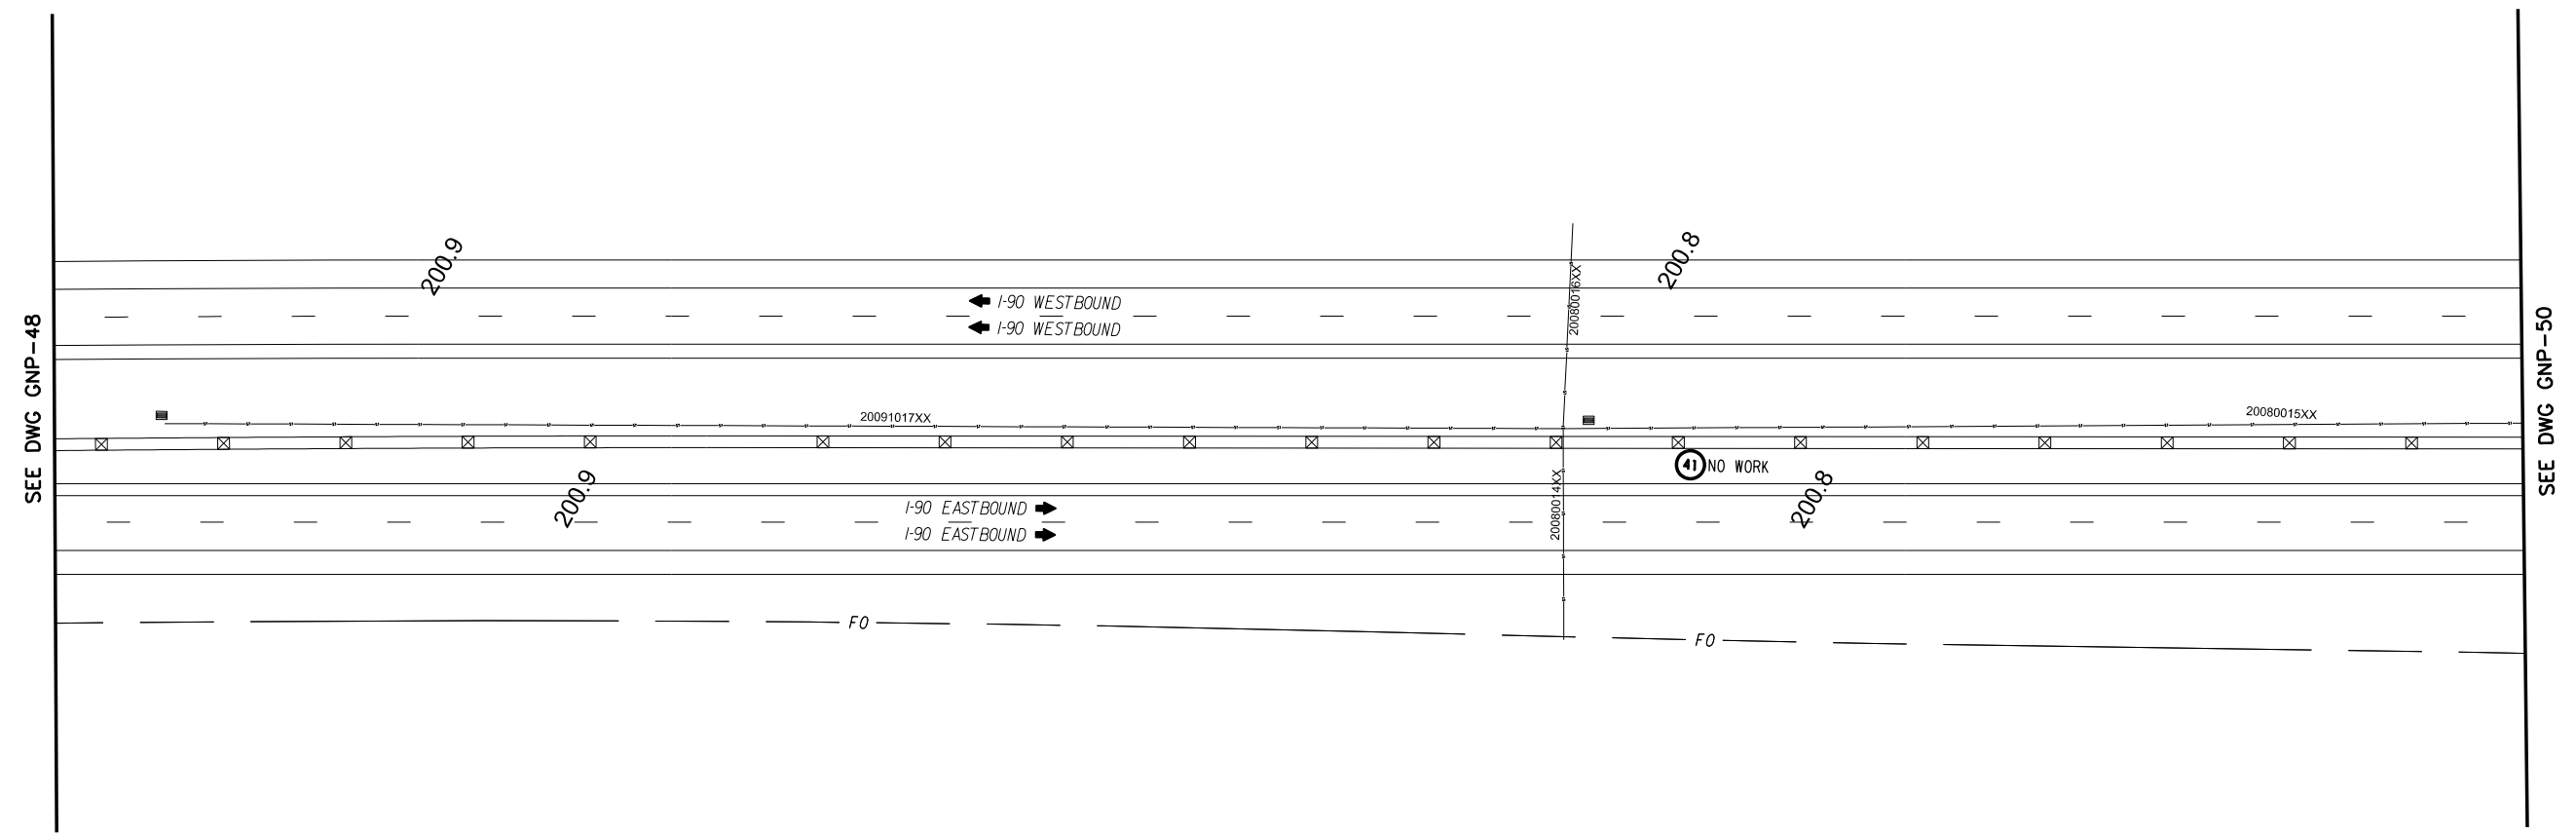 SEE DWG GNP-48
200.9
200.8
I-90 WESTBOUND
I-90 WESTBOUND
20080016XX
SEE DWG GNP-50
20091017XX
20080015XX
41 NO WORK
200.9
200.8
20080014XX
I-90 EASTBOUND
I-90 EASTBOUND
FO
FO